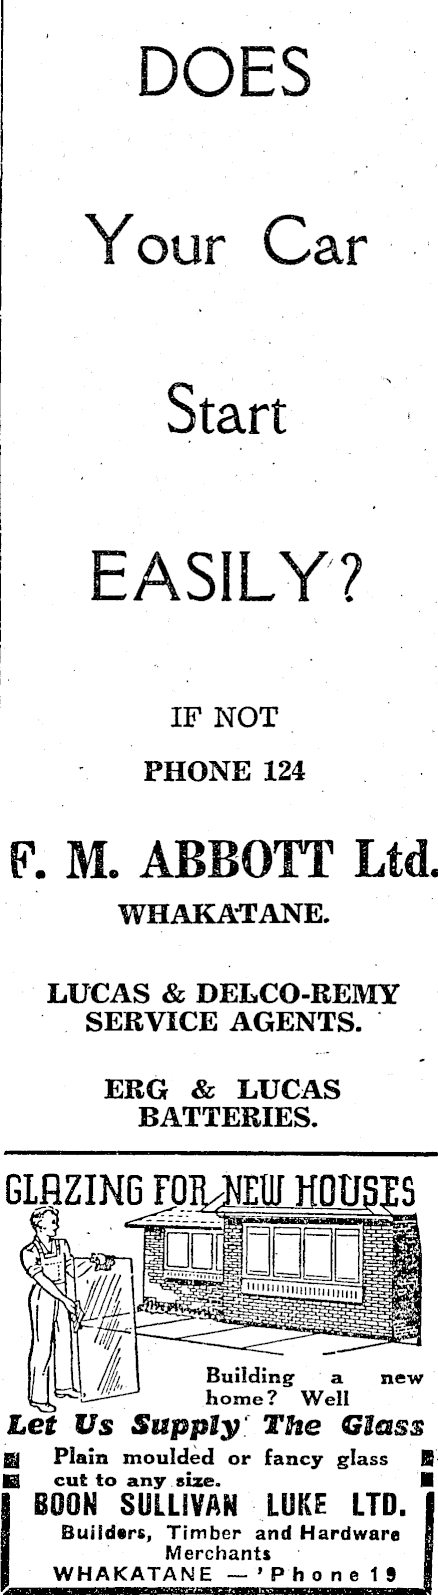 DOES
Your Car
Start
EASILY?
IF NOT
PHONE 124
F. M. ABBOTT Ltd.
WHAKATANE.
LUCAS & DELCO-REMY
SERVICE AGENTS.
ERG & LUCAS
BATTERIES.
GLAZING FOR NEW HOUSES
Building a new
home? Well
Let Us Supply The Glass
Plain moulded or fancy glass
cut to any size.
BOON SULLIVAN LUKE LTD.
Builders, Timber and Hardware
Merchants
WHAKATANE — 'Phone 19